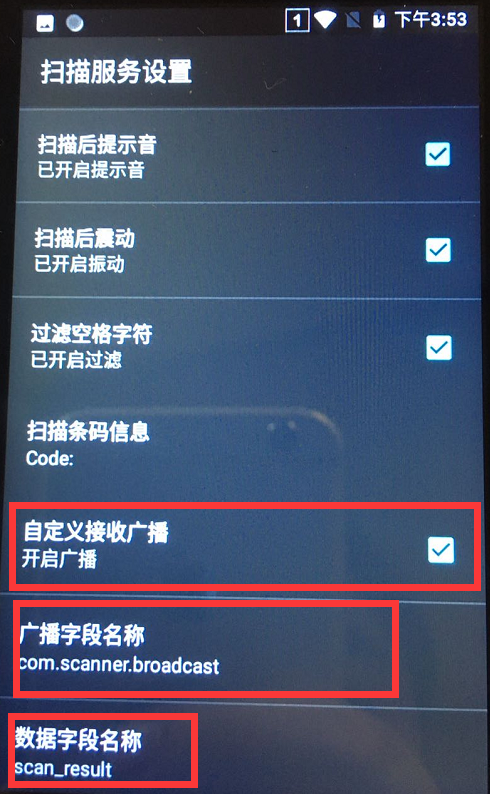 1
下午3:53
扫描服务设置
扫描后提示音
已开启提示音
扫描后震动
已开启振动
过滤空格字符
已开启过滤
扫描条码信息
Code:
自定义接收广播
开启广播
广播字段名称
com.scanner.broadcast
数据字段名称
scan_result